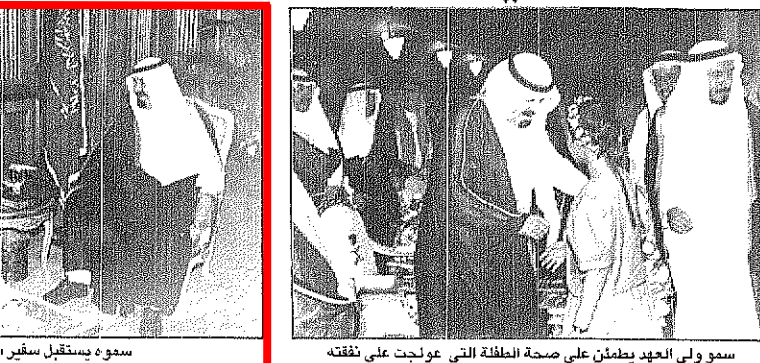 سمو ولي العهد يطمئن على صحة الطفلة التي عولجت على نفقته
سموه يستقبل سفير